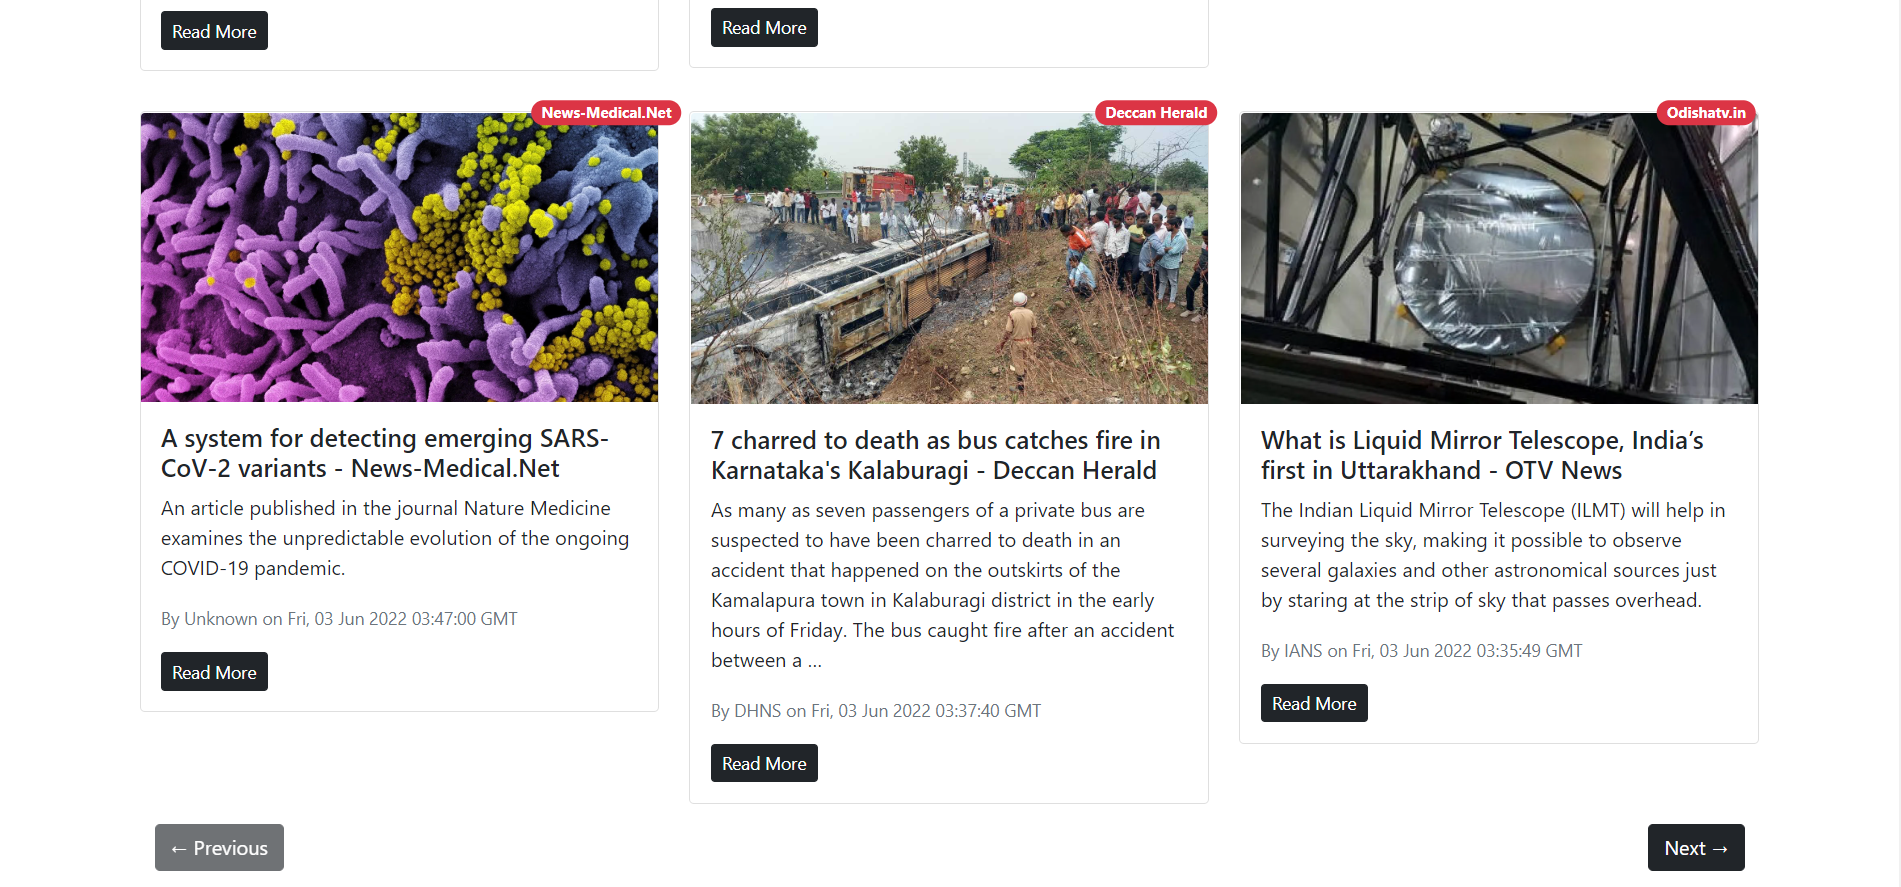 Read More
Read More
News-Medical.Net
A system for detecting emerging SARS-
CoV-2 variants - News-Medical.Net
An article published in the journal Nature Medicine
examines the unpredictable evolution of the ongoing
COVID-19 pandemic.
By Unknown on Fri, 03 Jun 2022 03:47:00 GMT
Read More
Deccan Herald
7 charred to death as bus catches fire in
Karnataka's Kalaburagi - Deccan Herald
As many as seven passengers of a private bus are
suspected to have been charred to death in an
accident that happened on the outskirts of the
Kamalapura town in Kalaburagi district in the early
hours of Friday. The bus caught fire after an accident
between a …
By DHNS on Fri, 03 Jun 2022 03:37:40 GMT
Read More
Odishatv.in
What is Liquid Mirror Telescope, India’s
first in Uttarakhand - OTV News
The Indian Liquid Mirror Telescope (ILMT) will help in
surveying the sky, making it possible to observe
several galaxies and other astronomical sources just
by staring at the strip of sky that passes overhead.
By IANS on Fri, 03 Jun 2022 03:35:49 GMT
Read More
← Previous
Next →